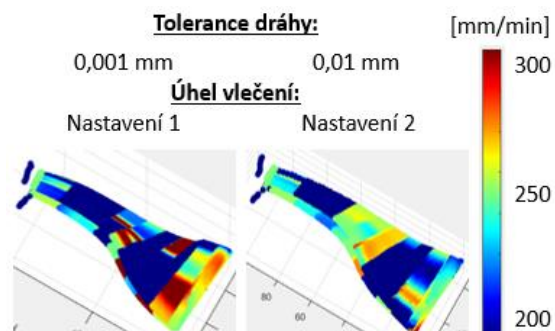 Tolerance dráhy:
[mm/min]
0,001 mm
0,01 mm
300
Úhel vlečení:
Nastavení 1
Nastavení 2
250
200
80
60